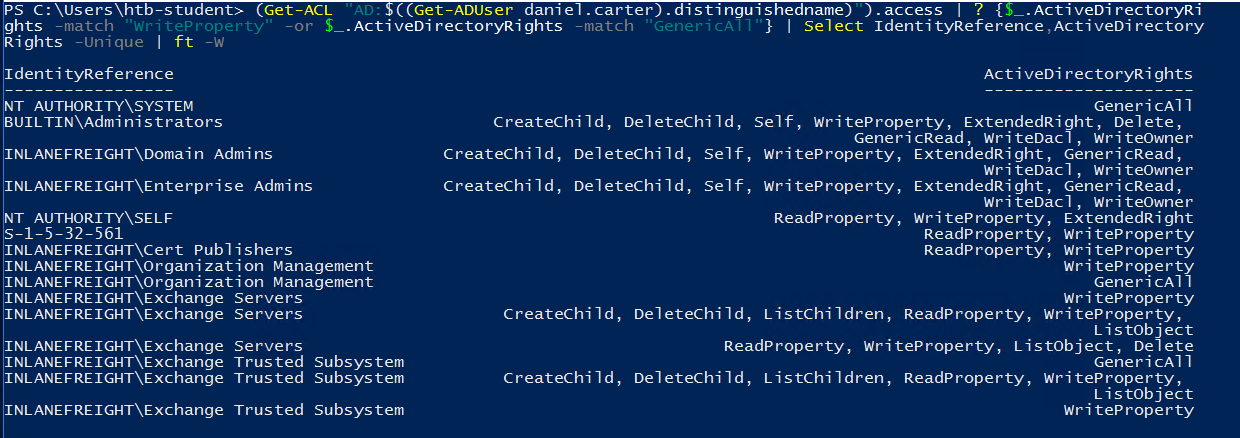 PS C:\Users\htb-student> (Get-ACL "AD:$((Get-ADUser daniel.carter).distinguishedname)").access | ? {$_.ActiveDirectoryRi
ghts -match "WriteProperty" -or $_.ActiveDirectoryRights -match "GenericAll"} | Select IdentityReference,ActiveDirectory
Rights -Unique | ft -W
IdentityReference ActiveDirectoryRights
----------------- ---------------------
NT AUTHORITY\SYSTEM GenericAll
BUILTIN\Administrators CreateChild, DeleteChild, Self, WriteProperty, ExtendedRight, Delete,
GenericRead, WriteDacl, WriteOwner
INLANEFREIGHT\Domain Admins CreateChild, DeleteChild, Self, WriteProperty, ExtendedRight, GenericRead,
WriteDacl, WriteOwner
INLANEFREIGHT\Enterprise Admins CreateChild, DeleteChild, Self, WriteProperty, ExtendedRight, GenericRead,
WriteDacl, WriteOwner
NT AUTHORITY\SELF ReadProperty, WriteProperty, ExtendedRight
S-1-5-32-561 ReadProperty, WriteProperty
INLANEFREIGHT\Cert Publishers ReadProperty, WriteProperty
INLANEFREIGHT\Organization Management WriteProperty
INLANEFREIGHT\Organization Management GenericAll
INLANEFREIGHT\Exchange Servers WriteProperty
INLANEFREIGHT\Exchange Servers CreateChild, DeleteChild, ListChildren, ReadProperty, WriteProperty,
ListObject
INLANEFREIGHT\Exchange Servers ReadProperty, WriteProperty, ListObject, Delete
INLANEFREIGHT\Exchange Trusted Subsystem GenericAll
INLANEFREIGHT\Exchange Trusted Subsystem CreateChild, DeleteChild, ListChildren, ReadProperty, WriteProperty,
ListObject
INLANEFREIGHT\Exchange Trusted Subsystem WriteProperty